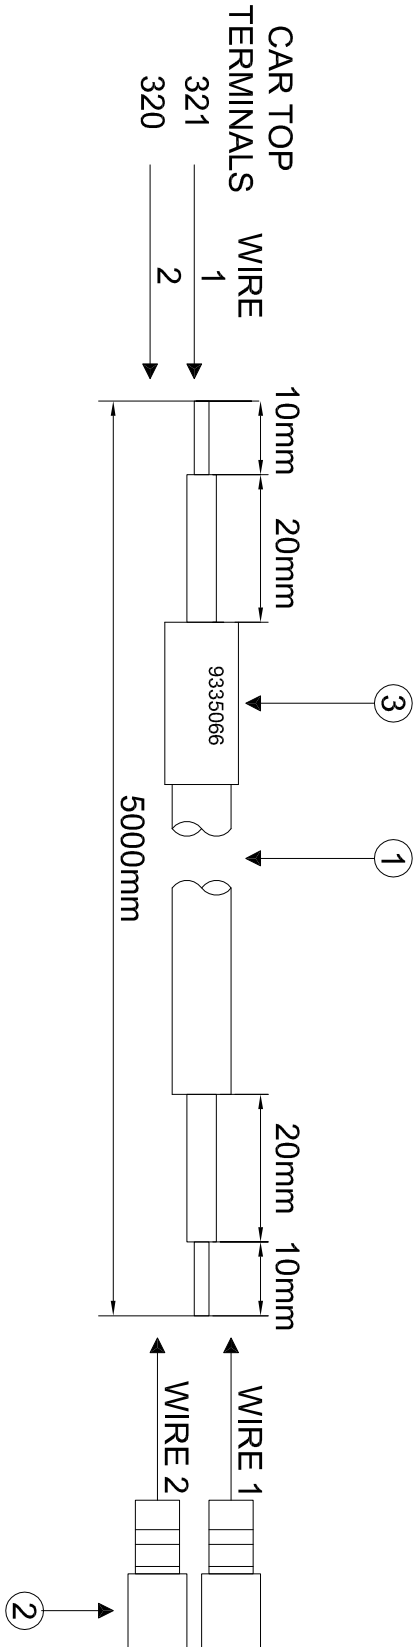 CAR TOP
TERMINALS
WIRE
321
1
320
2
10mm
20mm
9335066
3
1
5000mm
20mm
10mm
WIRE 1
WIRE 2
2